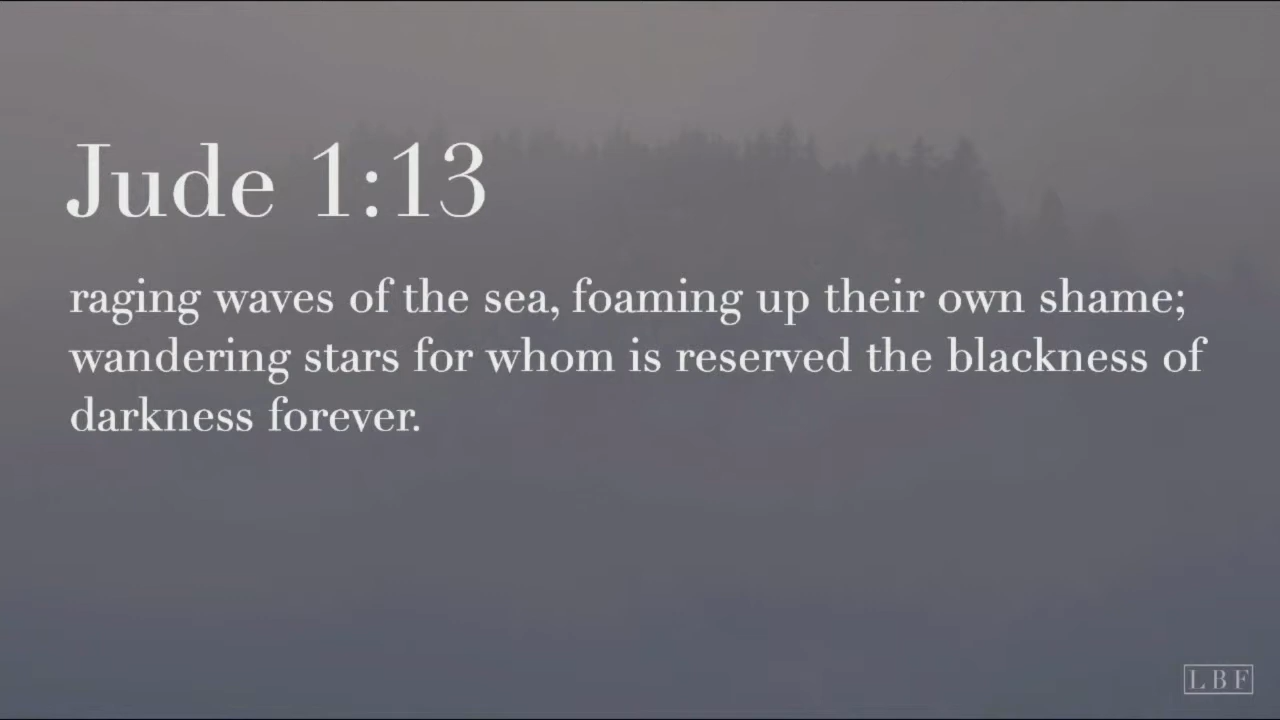 Jude 1:13
raging waves of the sea, foaming up their own shame;
wandering stars for whom is reserved the blackness of
darkness forever.
LBF